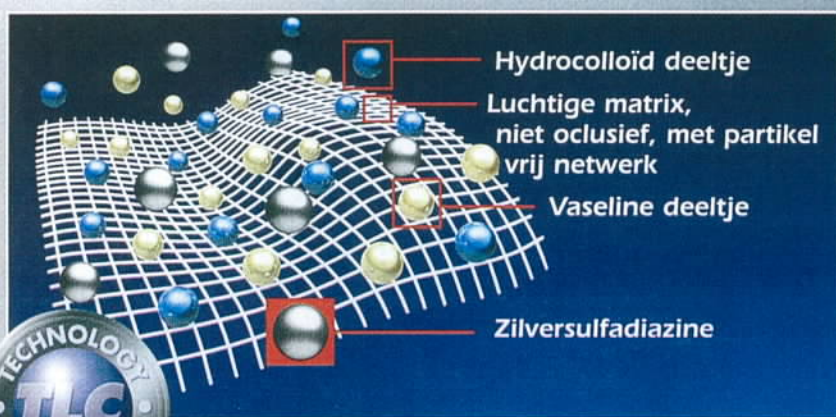 Hydrocolloïd deeltje
Luchtige matrix,
niet oclusief, met partikel
vrij netwerk
Vaseline deeltje
Zilversulfadiazine
TECHNOLOGY
TLC